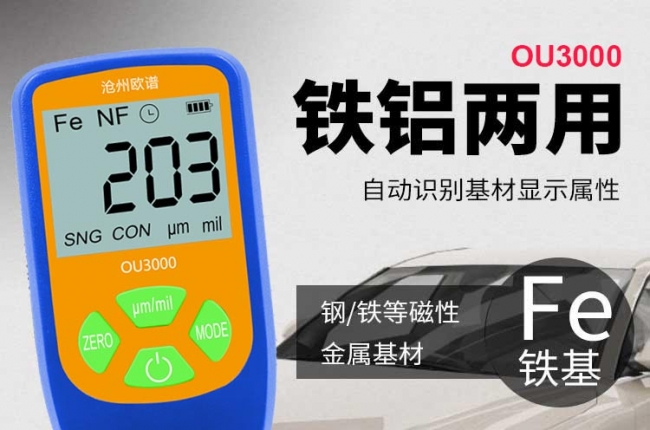 沧州欧谱
Fe NF
203
SNG CON μm mil
OU3000
μm/mil
ZERO
MODE
OU3000
铁铝两用
自动识别基材显示属性
钢/铁等磁性
金属基材
Fe
铁基